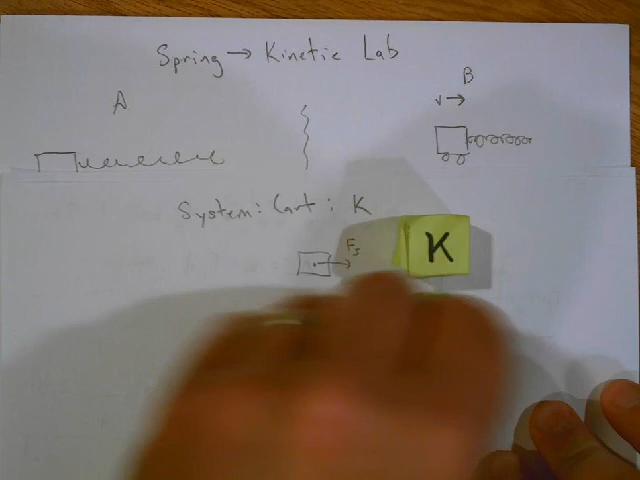 Spring → Kinetic Lab
A
B
v →
System: Cart: K
Fs
K